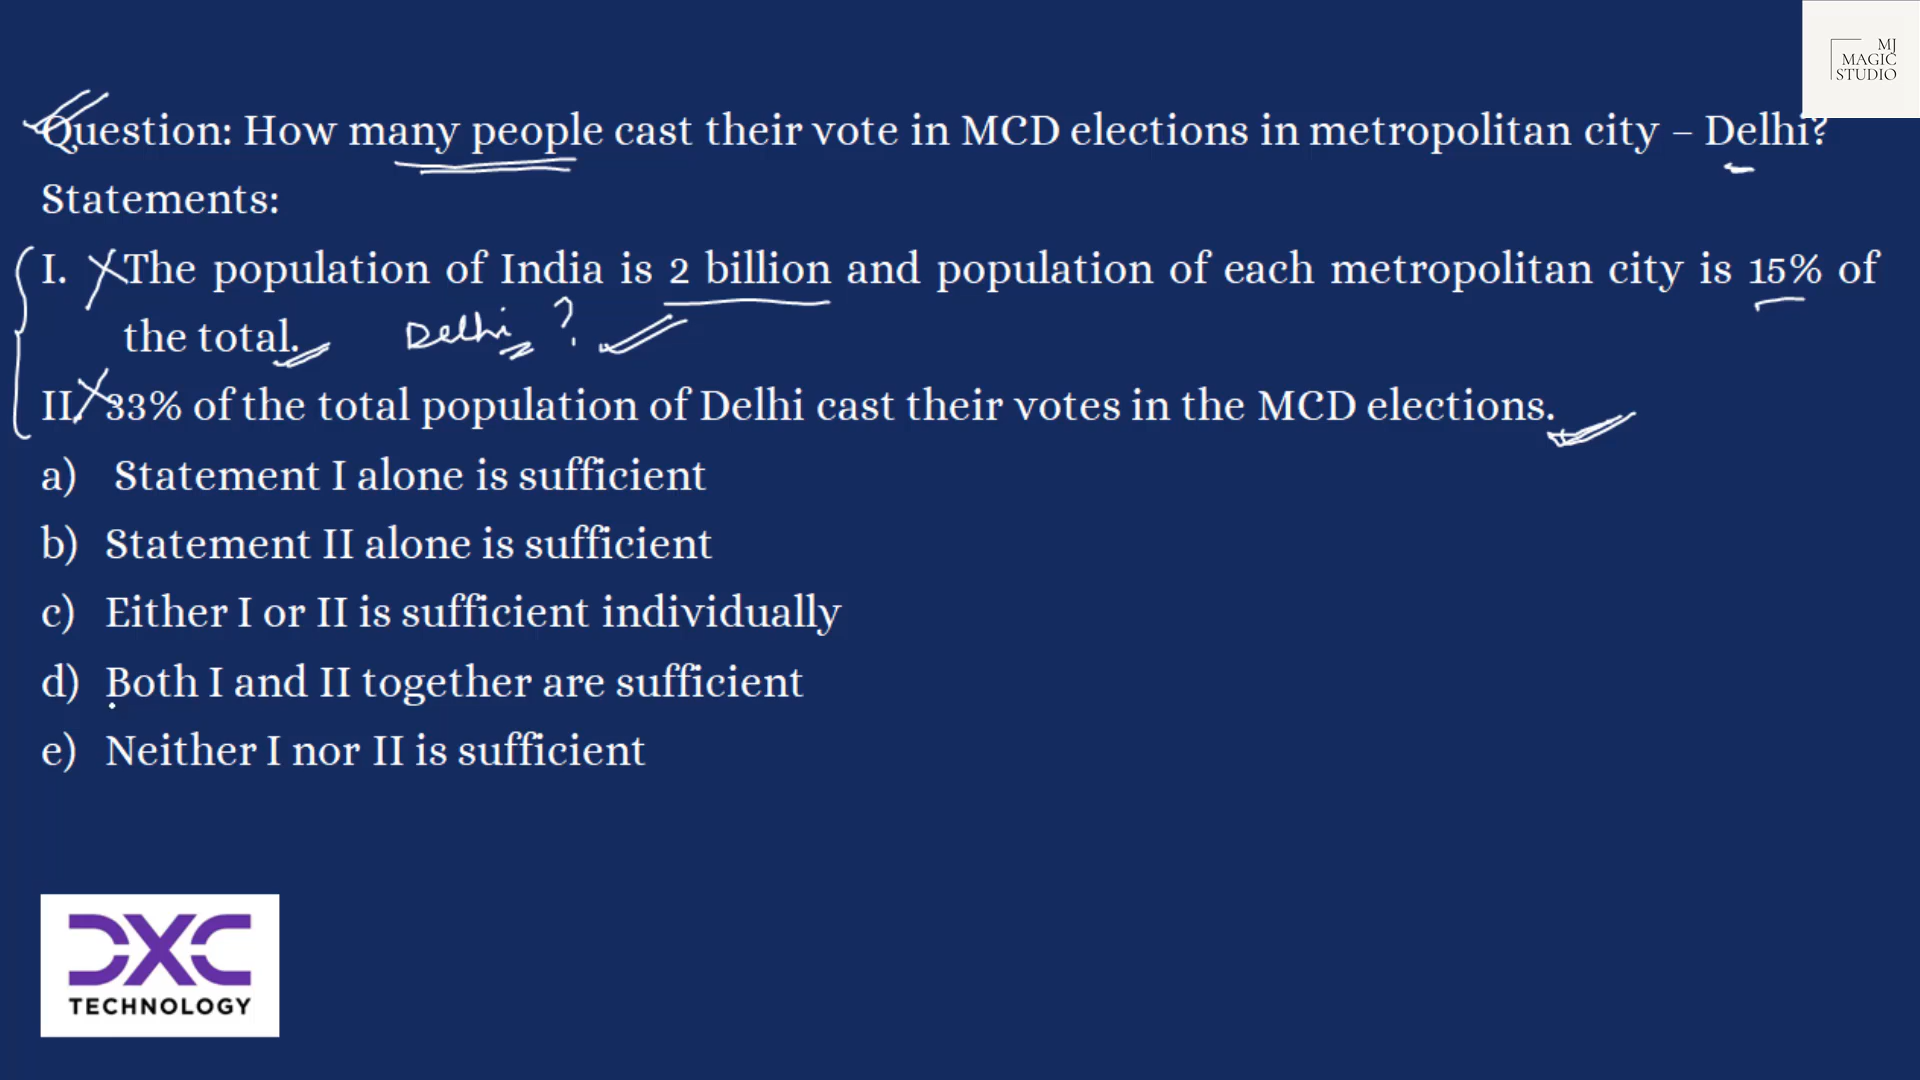 MJ
MAGIC
STUDIO
Question: How many people cast their vote in MCD elections in metropolitan city – Delhi?
Statements:
I. The population of India is 2 billion and population of each metropolitan city is 15% of
the total.
Delhi ?
II. 33% of the total population of Delhi cast their votes in the MCD elections.
a) Statement I alone is sufficient
b) Statement II alone is sufficient
c) Either I or II is sufficient individually
d) Both I and II together are sufficient
e) Neither I nor II is sufficient
DXC
TECHNOLOGY